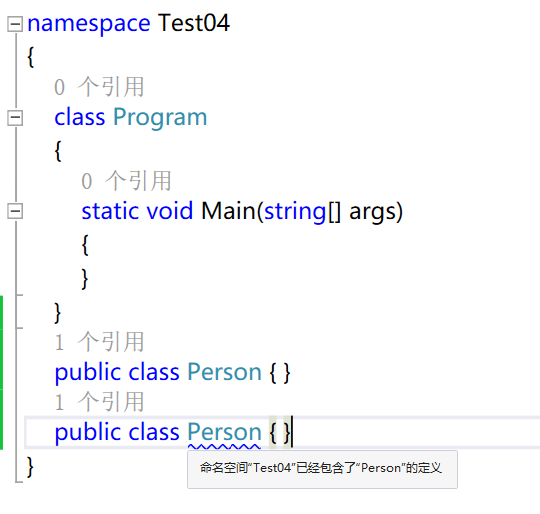 namespace Test04
{
0 个引用
class Program
{
0 个引用
static void Main(string[] args)
{
}
}
1 个引用
public class Person { }
1 个引用
public class Person { }
命名空间“Test04”已经包含了“Person”的定义
}